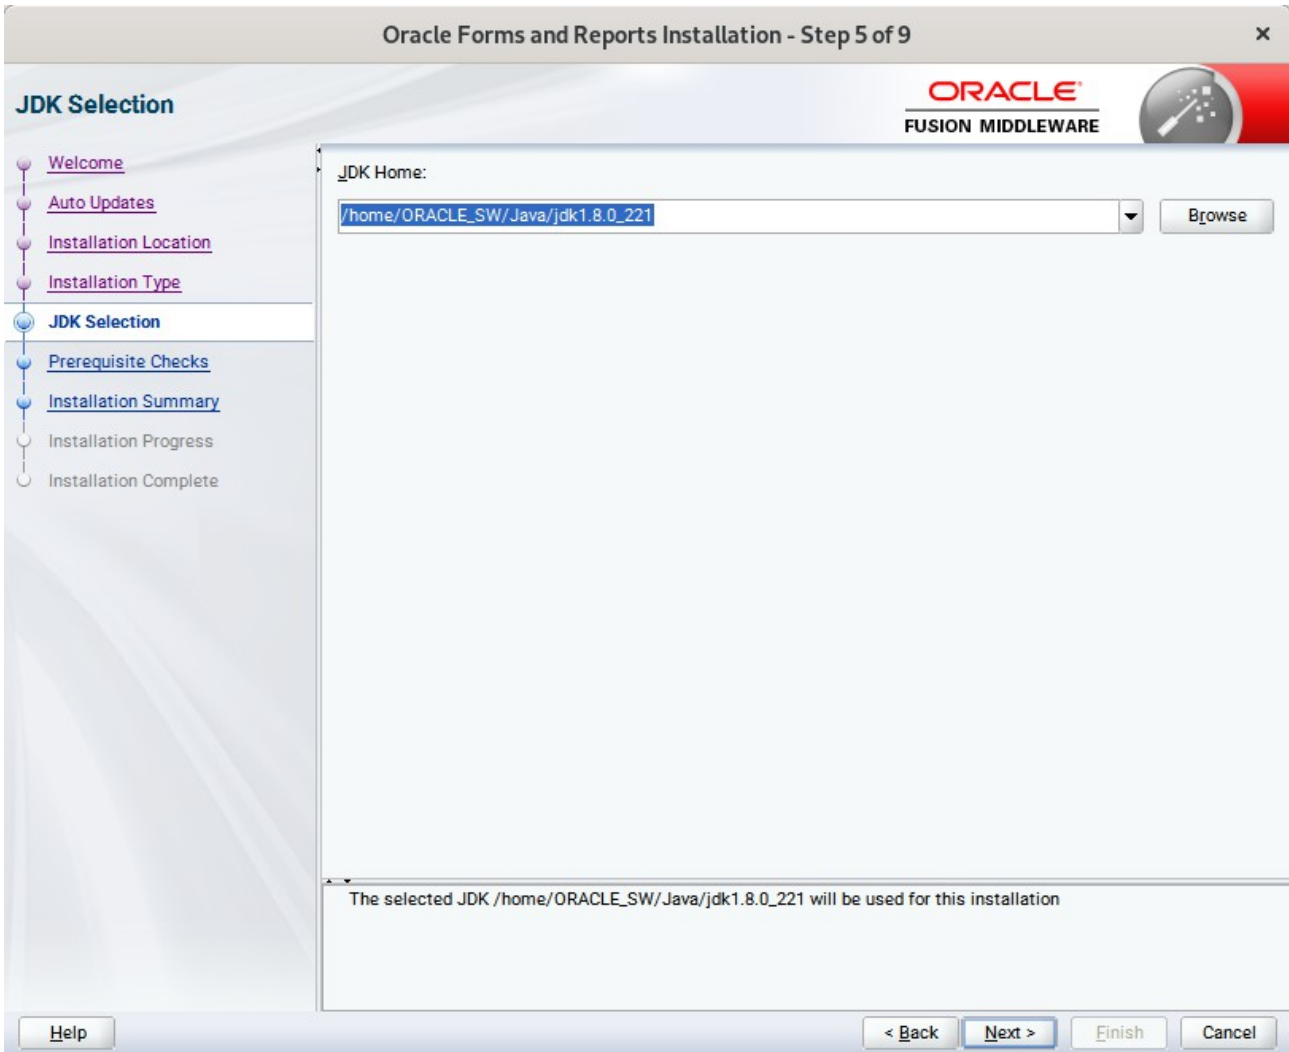 Oracle Forms and Reports Installation - Step 5 of 9
JDK Selection
ORACLE
FUSION MIDDLEWARE
Welcome
Auto Updates
Installation Location
Installation Type
JDK Selection
Prerequisite Checks
Installation Summary
Installation Progress
Installation Complete
JDK Home:
/home/ORACLE_SW/Java/jdk1.8.0_221
Browse
The selected JDK /home/ORACLE_SW/Java/jdk1.8.0_221 will be used for this installation
Help
< Back
Next >
Finish
Cancel